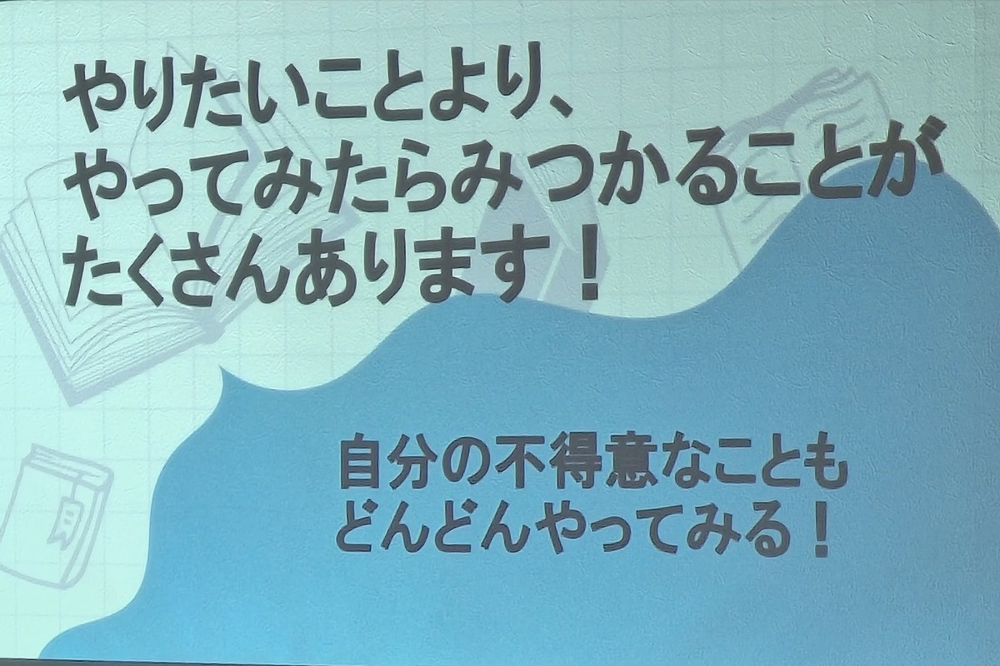 やりたいことより、
やってみたらみつかることが
たくさんあります！
自分の不得意なことも
どんどんやってみる！